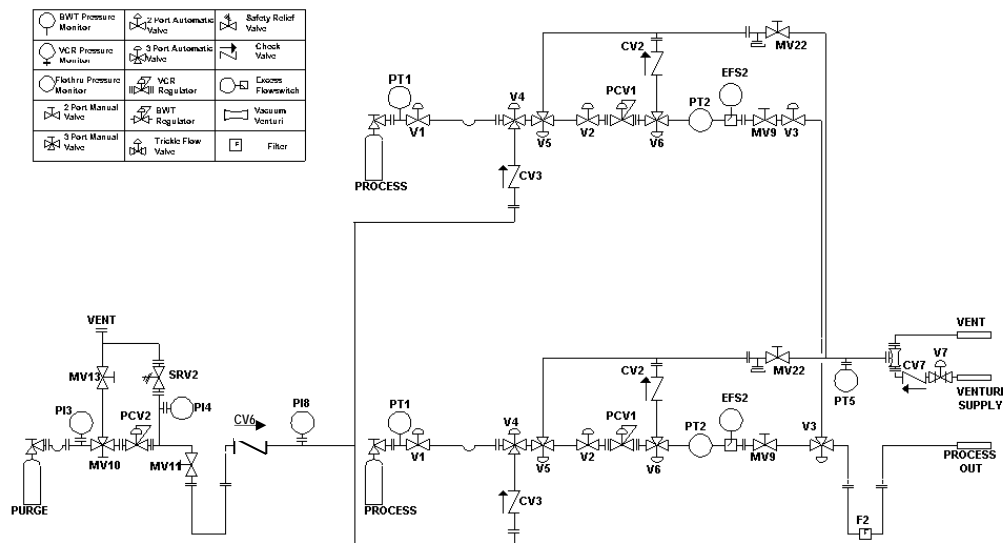 BWT Pressure
Monitor
2 Port Automatic
Valve
Safety Relief
Valve
VCR Pressure
Monitor
3 Port Automatic
Valve
Check
Valve
Flothru Pressure
Monitor
VCR
Regulator
Excess
Flowswitch
2 Port Manual
Valve
BWT
Regulator
Vacuum
Venturi
3 Port Manual
Valve
Trickle Flow
Valve
F
Filter
MV22
CV2
EFS2
PT1
PCV1
PT2
V4
V1
V5
V2
V6
MV9
V3
CV3
PROCESS
VENT
MV13
SRV2
PI3
PCV2
PI4
MV10
MV11
PURGE
CV6
PI8
PT1
V1
PROCESS
V4
V5
CV3
V2
PCV1
CV2
V6
PT2
EFS2
MV9
MV22
V3
PT5
VENT
CV7
V7
VENTURI
SUPPLY
PROCESS
OUT
F2
F